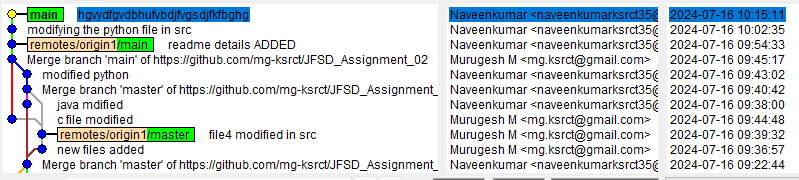 main hgvydfgvdbhufvbdjfvgsdjfkfbghg Naveenkumar <naveenkumarksrct35@ 2024-07-16 10:15:11
modifying the python file in src Naveenkumar <naveenkumarksrct35@ 2024-07-16 10:02:35
remotes/origin1/main readme details ADDED Naveenkumar <naveenkumarksrct35@ 2024-07-16 09:54:33
Merge branch 'main' of https://github.com/mg-ksrct/JFSD_Assignment_02 Murugesh M <mg.ksrct@gmail.com> 2024-07-16 09:45:17
modified python Naveenkumar <naveenkumarksrct35@ 2024-07-16 09:43:02
Merge branch 'master' of https://github.com/mg-ksrct/JFSD_Assignment_ Naveenkumar <naveenkumarksrct35@ 2024-07-16 09:40:42
java mdified Naveenkumar <naveenkumarksrct35@ 2024-07-16 09:38:00
c file modified Murugesh M <mg.ksrct@gmail.com> 2024-07-16 09:44:48
remotes/origin1/master file4 modified in src Murugesh M <mg.ksrct@gmail.com> 2024-07-16 09:39:32
new files added Murugesh M <mg.ksrct@gmail.com> 2024-07-16 09:36:57
Merge branch 'master' of https://github.com/mg-ksrct/JFSD_Assignment_ Naveenkumar <naveenkumarksrct35@ 2024-07-16 09:22:44